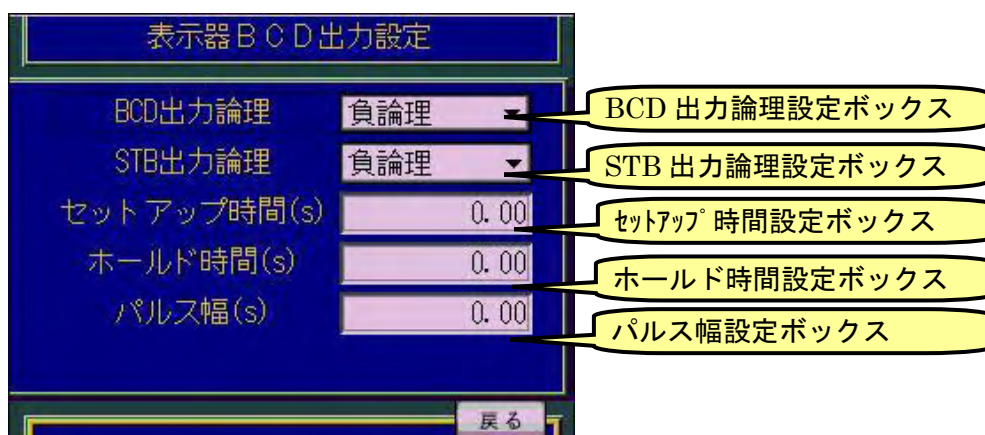 表示器ＢＣＤ出力設定
BCD出力論理 負論理 BCD 出力論理設定ボックス
STB出力論理 負論理 STB 出力論理設定ボックス
セットアップ時間(s) 0.00 ｾｯﾄｱｯﾌﾟ時間設定ボックス
ホールド時間(s) 0.00 ホールド時間設定ボックス
パルス幅(s) 0.00 パルス幅設定ボックス
戻る